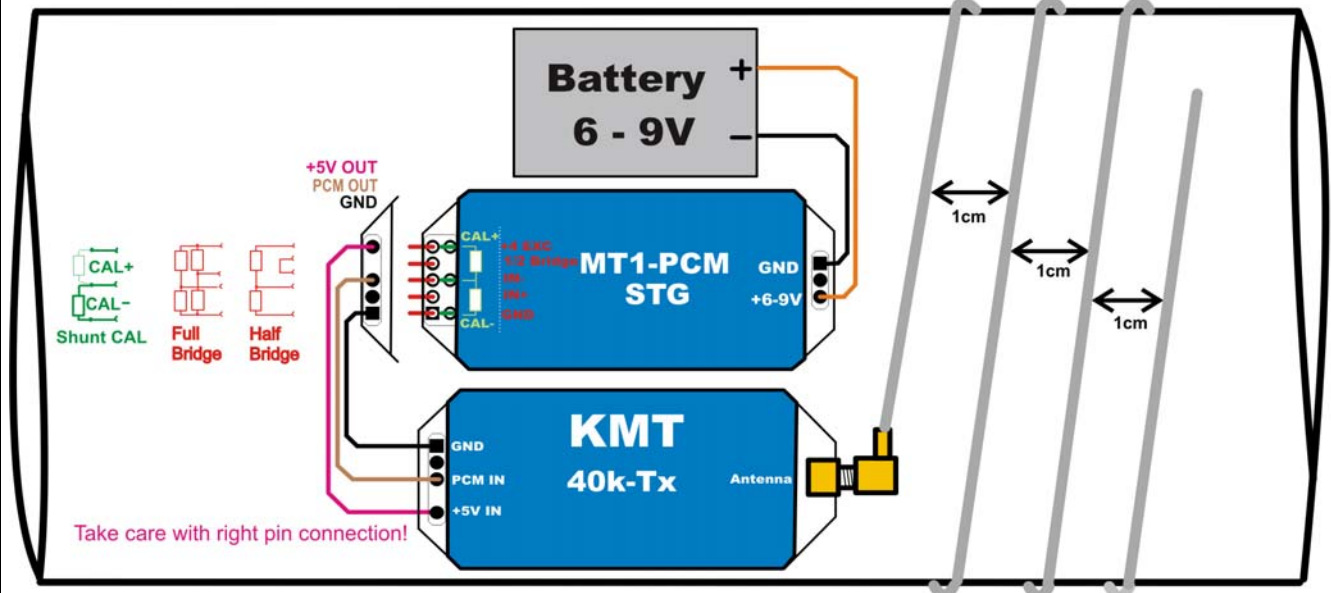 Battery +
6 - 9V –
+5V OUT
PCM OUT
GND
CAL+
CAL-
Shunt CAL
Full
Bridge
Half
Bridge
CAL+
+4 EXC
1/2 Bridge
IN-
IN+
GND
CAL-
MT1-PCM
STG
GND
+6-9V
1cm
1cm
1cm
KMT
40k-Tx
GND
PCM IN
+5V IN
Antenna
Take care with right pin connection!